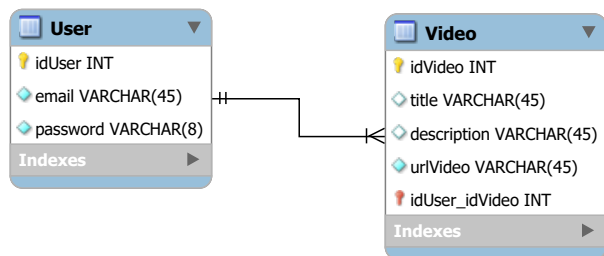 User
idUser INT
email VARCHAR(45)
password VARCHAR(8)
Indexes
Video
idVideo INT
title VARCHAR(45)
description VARCHAR(45)
urlVideo VARCHAR(45)
idUser_idVideo INT
Indexes